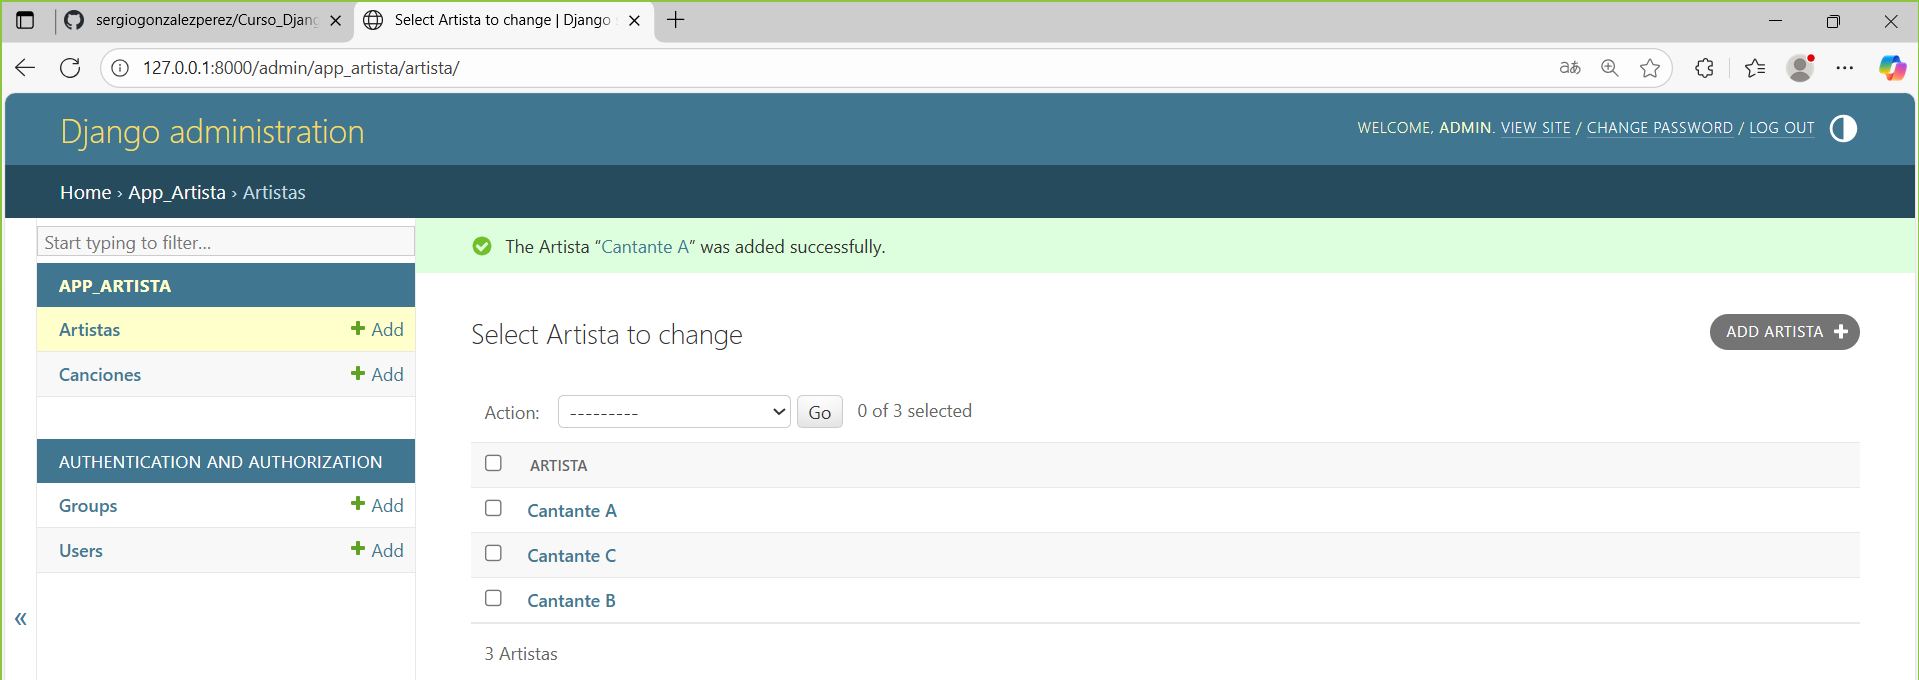 sergiogonzalezperez/Curso_Djang
Select Artista to change | Django s
127.0.0.1:8000/admin/app_artista/artista/
aあ
Django administration
WELCOME, ADMIN. VIEW SITE / CHANGE PASSWORD / LOG OUT
Home › App_Artista › Artistas
Start typing to filter...
The Artista “Cantante A” was added successfully.
APP_ARTISTA
Artistas + Add
Canciones + Add
AUTHENTICATION AND AUTHORIZATION
Groups + Add
Users + Add
«
Select Artista to change
ADD ARTISTA +
Action: --------- Go 0 of 3 selected
ARTISTA
Cantante A
Cantante C
Cantante B
3 Artistas